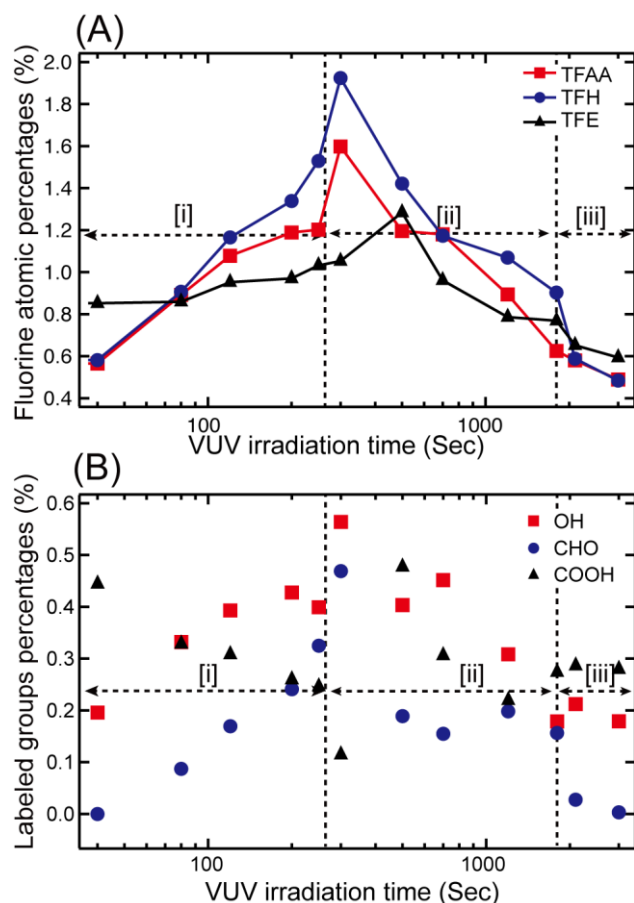 (A)
Fluorine atomic percentages (%)
2.0
1.8
1.6
1.4
1.2
1.0
0.8
0.6
0.4
TFAA
TFH
TFE
[i]
[ii]
[iii]
100
1000
VUV irradiation time (Sec)
(B)
Labeled groups percentages (%)
0.6
0.5
0.4
0.3
0.2
0.1
0.0
OH
CHO
COOH
[i]
[ii]
[iii]
100
1000
VUV irradiation time (Sec)